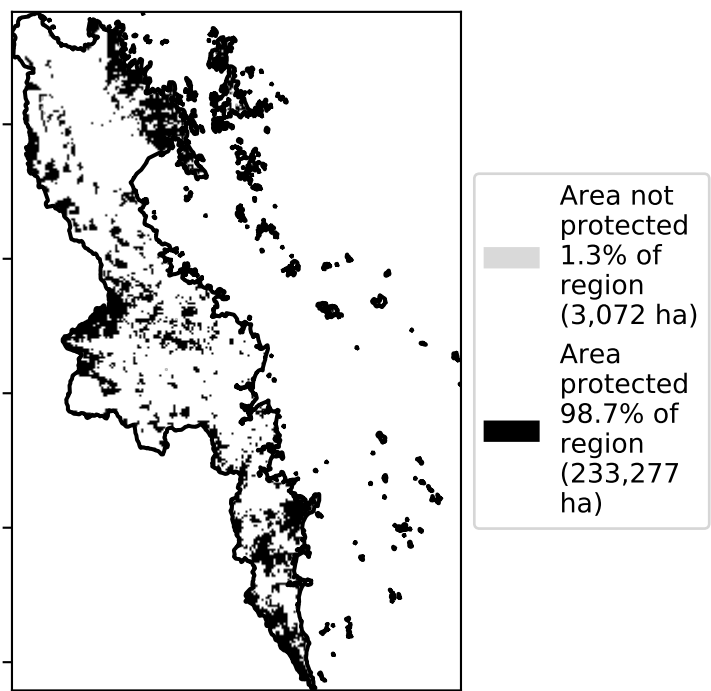 Area not
protected
1.3% of
region
(3,072 ha)
Area
protected
98.7% of
region
(233,277
ha)